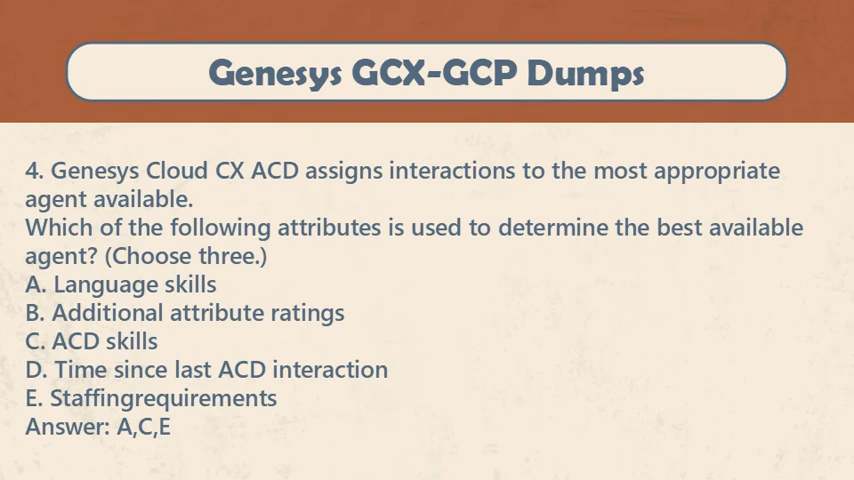 Genesys GCX-GCP Dumps
4. Genesys Cloud CX ACD assigns interactions to the most appropriate
agent available.
Which of the following attributes is used to determine the best available
agent? (Choose three.)
A. Language skills
B. Additional attribute ratings
C. ACD skills
D. Time since last ACD interaction
E. Staffingrequirements
Answer: A,C,E